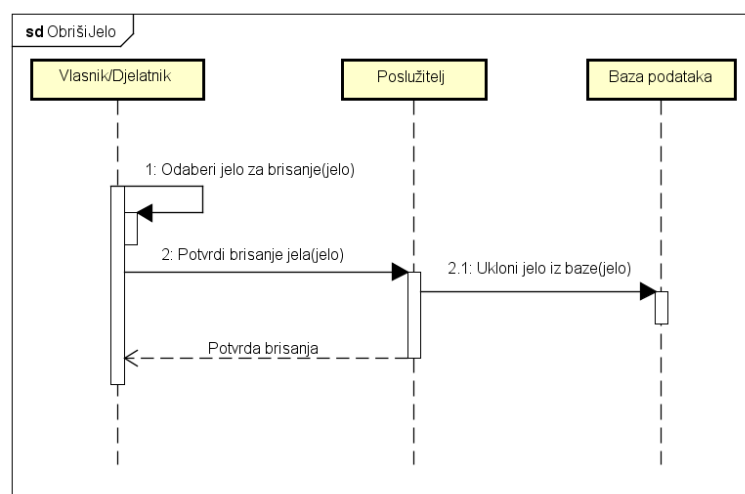 sd ObrišiJelo
Vlasnik/Djelatnik
Poslužitelj
Baza podataka
1: Odaberi jelo za brisanje(jelo)
2: Potvrdi brisanje jela(jelo)
2.1: Ukloni jelo iz baze(jelo)
Potvrda brisanja